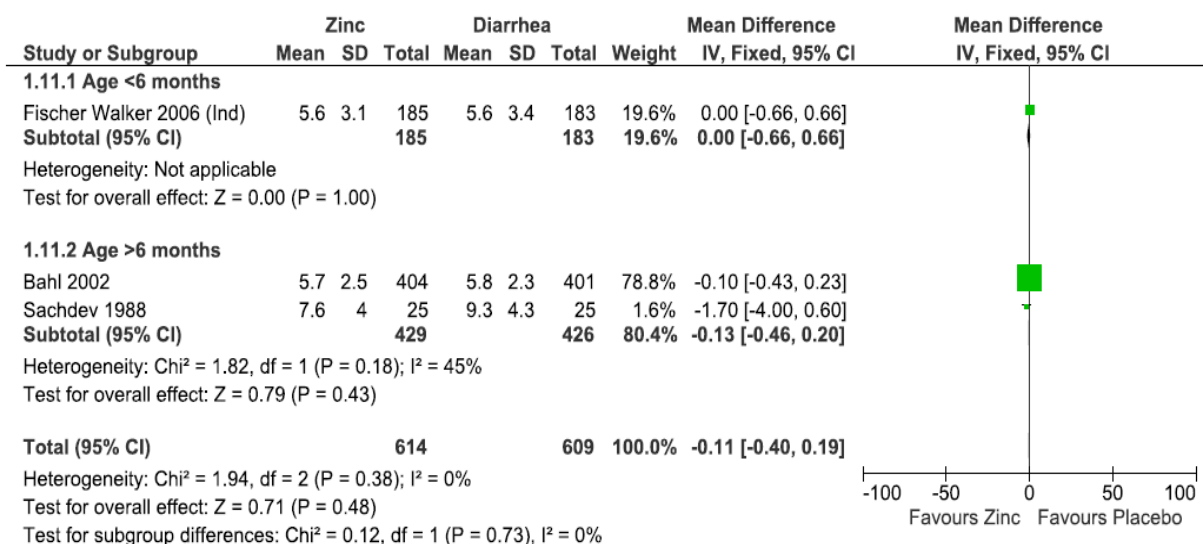 Zinc Diarrhea Mean Difference Mean Difference
Study or Subgroup Mean SD Total Mean SD Total Weight IV, Fixed, 95% CI IV, Fixed, 95% CI
1.11.1 Age <6 months
Fischer Walker 2006 (Ind) 5.6 3.1 185 5.6 3.4 183 19.6% 0.00 [-0.66, 0.66]
Subtotal (95% CI) 185 183 19.6% 0.00 [-0.66, 0.66]
Heterogeneity: Not applicable
Test for overall effect: Z = 0.00 (P = 1.00)
1.11.2 Age >6 months
Bahl 2002 5.7 2.5 404 5.8 2.3 401 78.8% -0.10 [-0.43, 0.23]
Sachdev 1988 7.6 4 25 9.3 4.3 25 1.6% -1.70 [-4.00, 0.60]
Subtotal (95% CI) 429 426 80.4% -0.13 [-0.46, 0.20]
Heterogeneity: Chi² = 1.82, df = 1 (P = 0.18); I² = 45%
Test for overall effect: Z = 0.79 (P = 0.43)
Total (95% CI) 614 609 100.0% -0.11 [-0.40, 0.19]
Heterogeneity: Chi² = 1.94, df = 2 (P = 0.38); I² = 0%
Test for overall effect: Z = 0.71 (P = 0.48)
Test for subgroup differences: Chi² = 0.12, df = 1 (P = 0.73), I² = 0%
-100 -50 0 50 100
Favours Zinc Favours Placebo